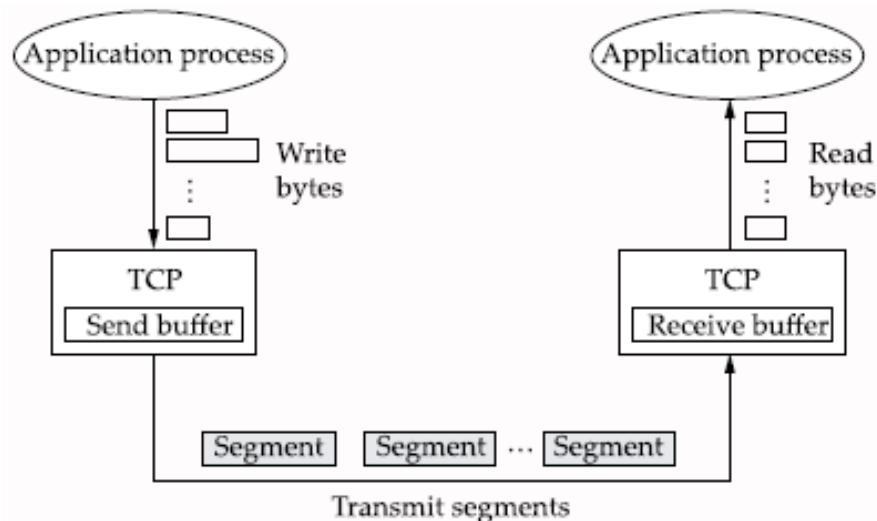 Application process
Application process
Write
bytes
⋮
Read
bytes
⋮
TCP
Send buffer
TCP
Receive buffer
Segment Segment ... Segment
Transmit segments